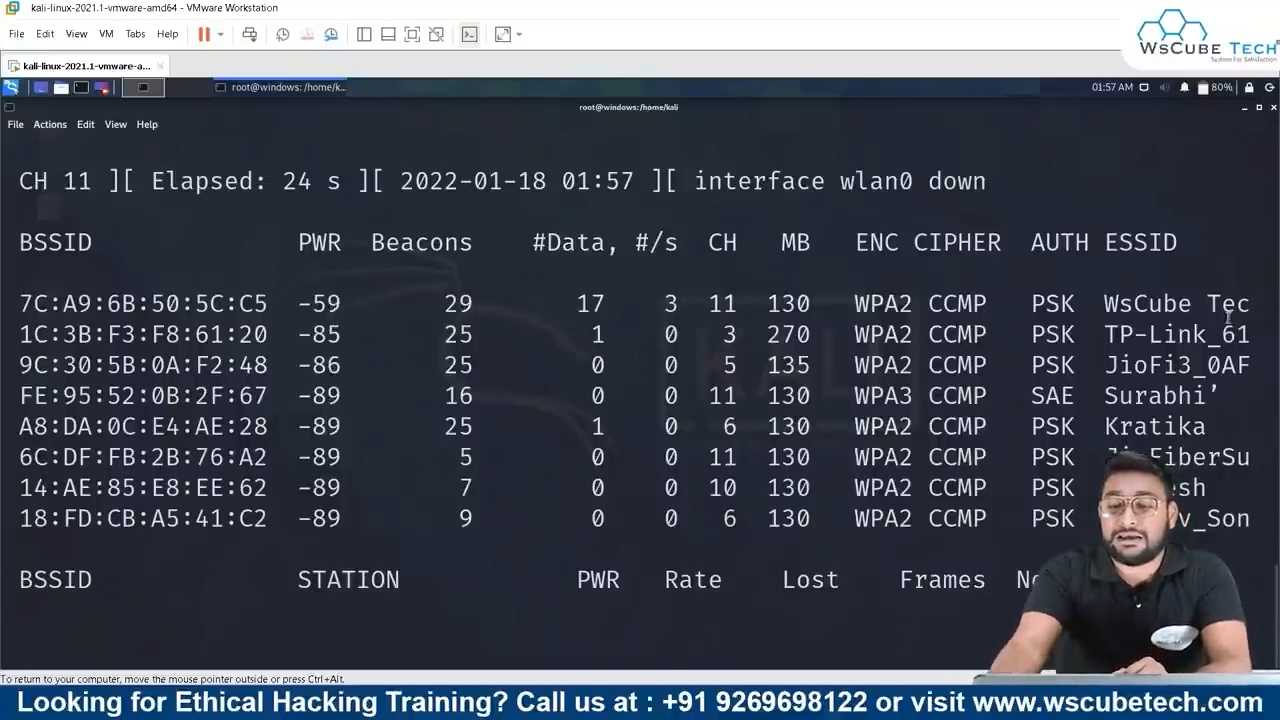 kali-linux-2021.1-vmware-amd64 - VMware Workstation
File Edit View VM Tabs Help
WSCUBE TECH
System For Satisfaction
kali-linux-2021.1-vmware-a...
root@windows: /home/k...
01:57 AM 80%
root@windows: /home/kali
File Actions Edit View Help
CH 11 ][ Elapsed: 24 s ][ 2022-01-18 01:57 ][ interface wlan0 down
BSSID PWR Beacons #Data, #/s CH MB ENC CIPHER AUTH ESSID
7C:A9:6B:50:5C:C5 -59 29 17 3 11 130 WPA2 CCMP PSK WsCube Tec
1C:3B:F3:F8:61:20 -85 25 1 0 3 270 WPA2 CCMP PSK TP-Link_61
9C:30:5B:0A:F2:48 -86 25 0 0 5 135 WPA2 CCMP PSK JioFi3_0AF
FE:95:52:0B:2F:67 -89 16 0 0 11 130 WPA3 SAE Surabhi’
A8:DA:0C:E4:AE:28 -89 25 1 0 6 130 WPA2 CCMP PSK Kratika
6C:DF:FB:2B:76:A2 -89 5 0 0 11 130 WPA2 CCMP PSK JioFiberSu
14:AE:85:E8:EE:62 -89 7 0 0 10 130 WPA2 CCMP PSK
18:FD:CB:A5:41:C2 -89 9 0 0 6 130 WPA2 CCMP PSK
BSSID STATION PWR Rate Lost Frames
To return to your computer, move the mouse pointer outside or press Ctrl+Alt.
Looking for Ethical Hacking Training? Call us at : +91 9269698122 or visit www.wscubetech.com